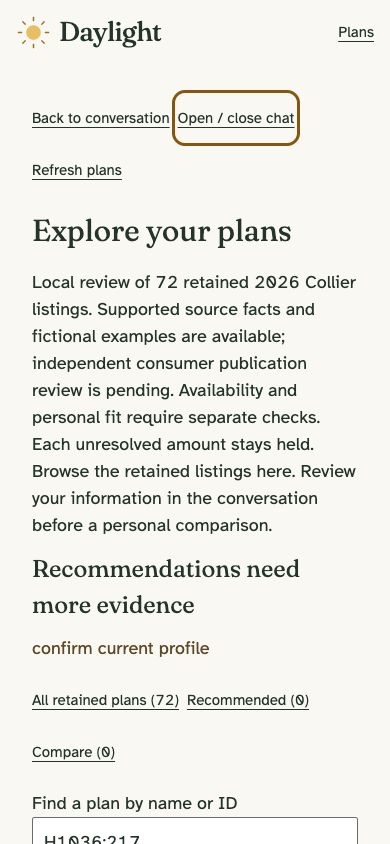 Daylight
Plans
Back to conversation Open / close chat
Refresh plans
Explore your plans
Local review of 72 retained 2026 Collier
listings. Supported source facts and
fictional examples are available;
independent consumer publication
review is pending. Availability and
personal fit require separate checks.
Each unresolved amount stays held.
Browse the retained listings here. Review
your information in the conversation
before a personal comparison.
Recommendations need
more evidence
confirm current profile
All retained plans (72) Recommended (0)
Compare (0)
Find a plan by name or ID
H1036:217